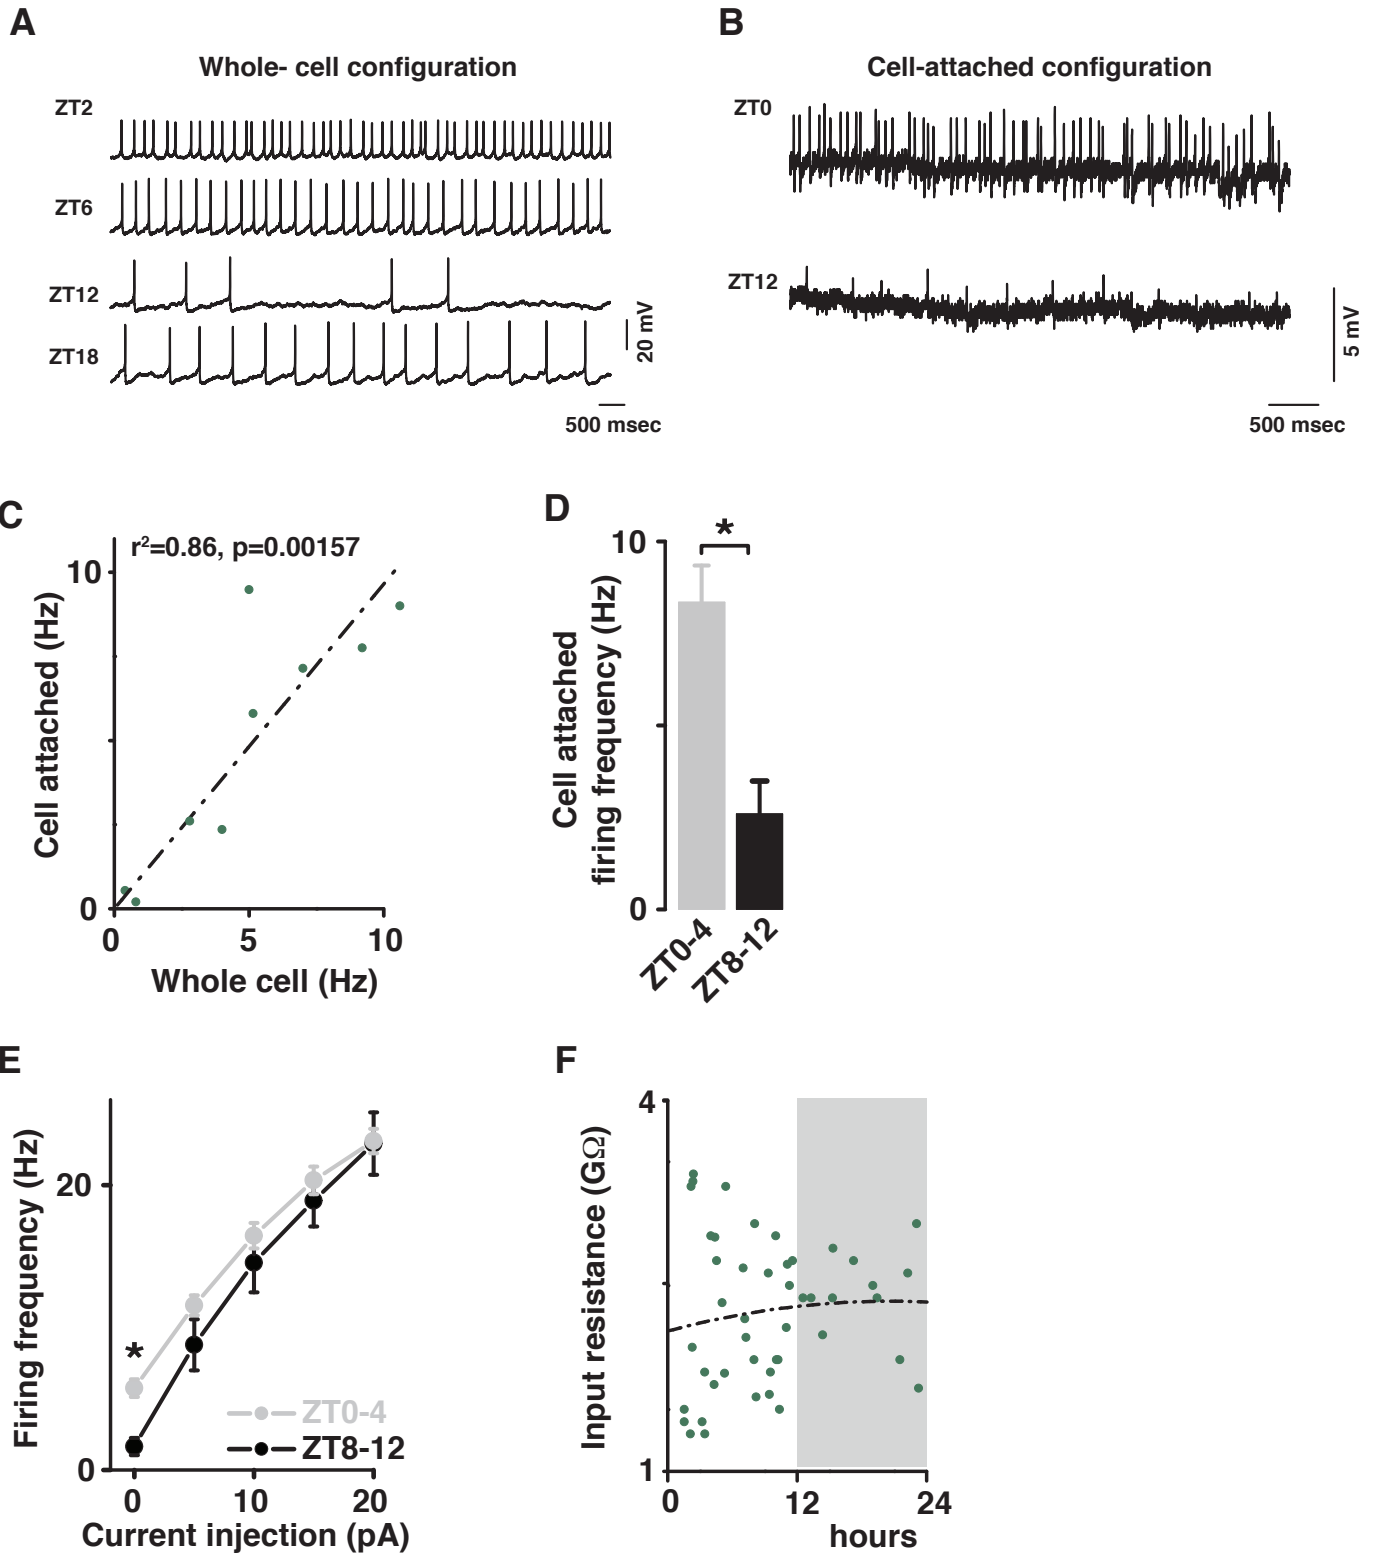 A
Whole- cell configuration
ZT2
ZT6
ZT12
ZT18
20 mV
500 msec
B
Cell-attached configuration
ZT0
ZT12
5 mV
500 msec
C
r²=0.86, p=0.00157
Cell attached (Hz)
10
0
0 5 10
Whole cell (Hz)
D
*
Cell attached
firing frequency (Hz)
10
0
ZT0-4
ZT8-12
E
Firing frequency (Hz)
20
0
*
ZT0-4
ZT8-12
0 10 20
Current injection (pA)
F
Input resistance (GΩ)
4
1
0 12 24
hours